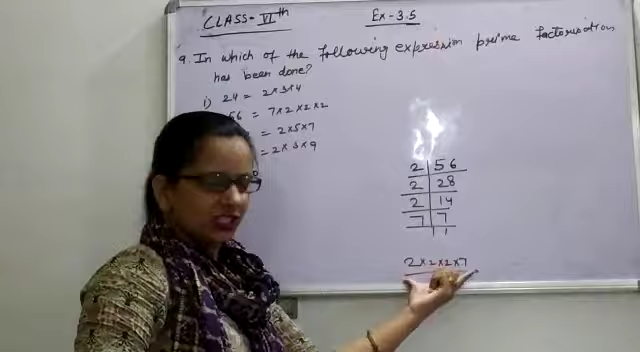 CLASS-VIth
Ex-3.5
9. In which of the following expression prime factorisation
has been done?
i) 24 = 2×3×4
56 = 7×2×2×2
= 2×5×7
= 2×3×9
2 | 56
2 | 28
2 | 14
7 | 7
1
2×2×2×7